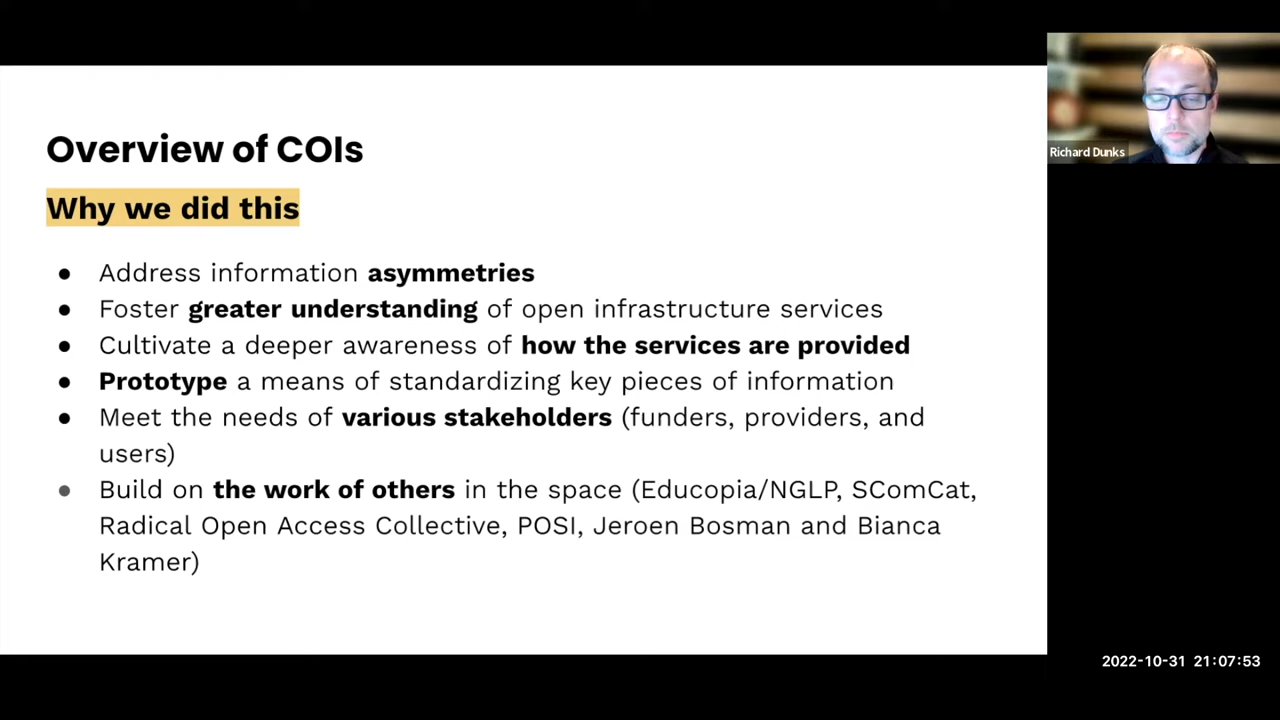 Overview of COIs
Why we did this
● Address information asymmetries
● Foster greater understanding of open infrastructure services
● Cultivate a deeper awareness of how the services are provided
● Prototype a means of standardizing key pieces of information
● Meet the needs of various stakeholders (funders, providers, and
users)
● Build on the work of others in the space (Educopia/NGLP, SComCat,
Radical Open Access Collective, POSI, Jeroen Bosman and Bianca
Kramer)
Richard Dunks
2022-10-31 21:07:53